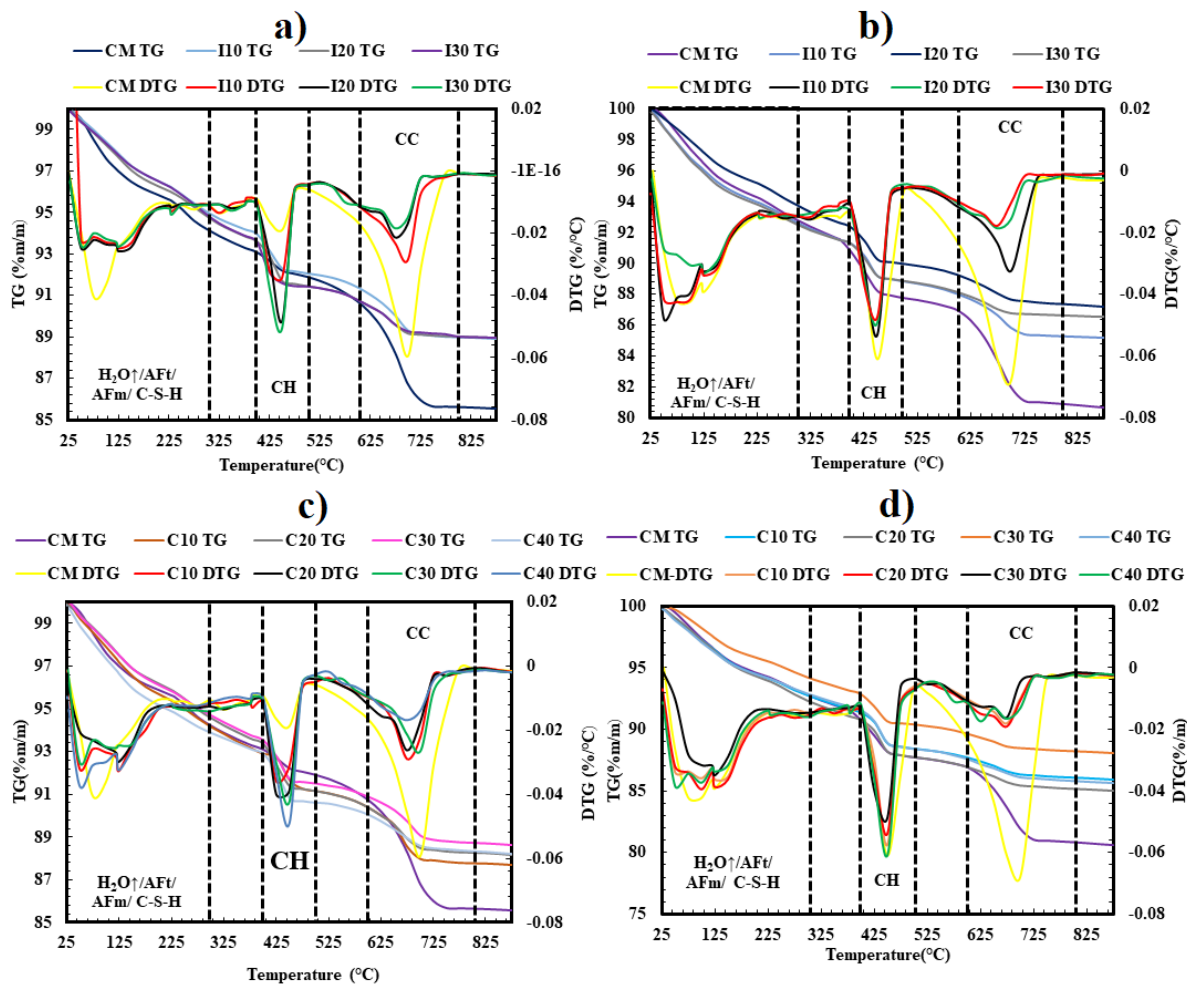 a)
CM TG I10 TG I20 TG I30 TG
CM DTG I10 DTG I20 DTG I30 DTG
99
97
95
93
91
89
87
85
TG (%m/m)
0.02
-1E-16
-0.02
-0.04
-0.06
-0.08
DTG (%/°C)
CC
CH
H₂O↑/AFt/
AFm/ C-S-H
25 125 225 325 425 525 625 725 825
Temperature(°C)
b)
CM TG I10 TG I20 TG I30 TG
CM DTG I10 DTG I20 DTG I30 DTG
100
98
96
94
92
90
88
86
84
82
80
TG (%m/m)
0.02
0
-0.02
-0.04
-0.06
-0.08
DTG(%/°C)
CC
CH
H₂O↑/AFt/
AFm/ C-S-H
25 125 225 325 425 525 625 725 825
Temperature (°C)
c)
CM TG C10 TG C20 TG C30 TG C40 TG
CM DTG C10 DTG C20 DTG C30 DTG C40 DTG
99
97
95
93
91
89
87
85
TG(%m/m)
0.02
0
-0.02
-0.04
-0.06
-0.08
DTG (%/°C)
CC
CH
H₂O↑/AFt/
AFm/ C-S-H
25 125 225 325 425 525 625 725 825
Temperature (°C)
d)
CM TG C10 TG C20 TG C30 TG C40 TG
CM-DTG C10 DTG C20 DTG C30 DTG C40 DTG
100
95
90
85
80
75
TG(%m/m)
0.02
0
-0.02
-0.04
-0.06
-0.08
DTG(%/m)
CC
CH
H₂O↑/AFt/
AFm/ C-S-H
25 125 225 325 425 525 625 725 825
Temperature(°C)